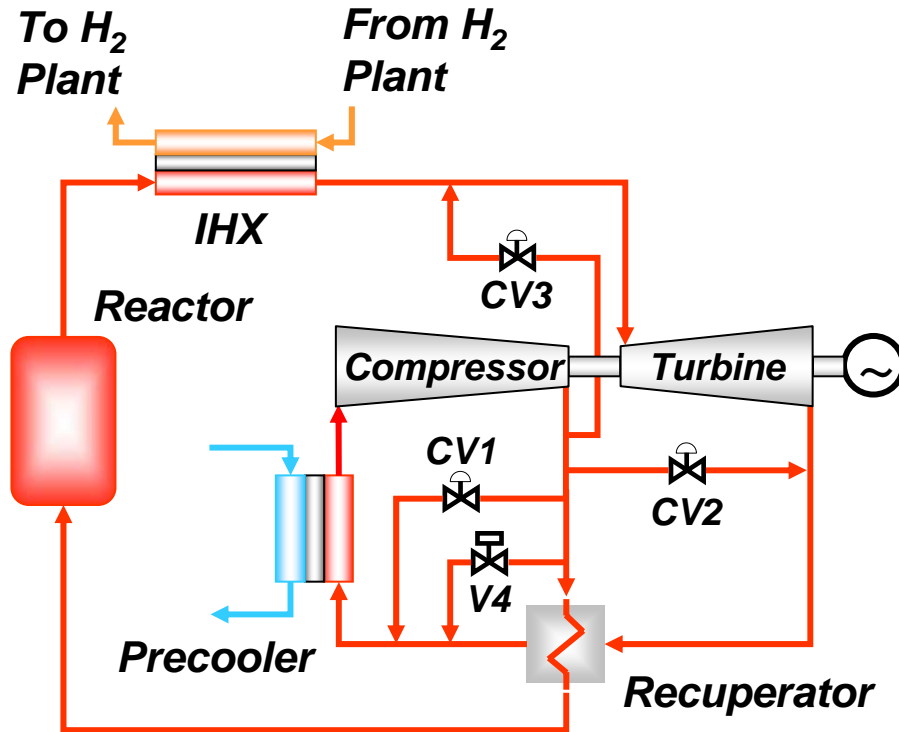 To H2
Plant
From H2
Plant
IHX
CV3
Reactor
Compressor
Turbine
CV1
CV2
V4
Precooler
Recuperator
~